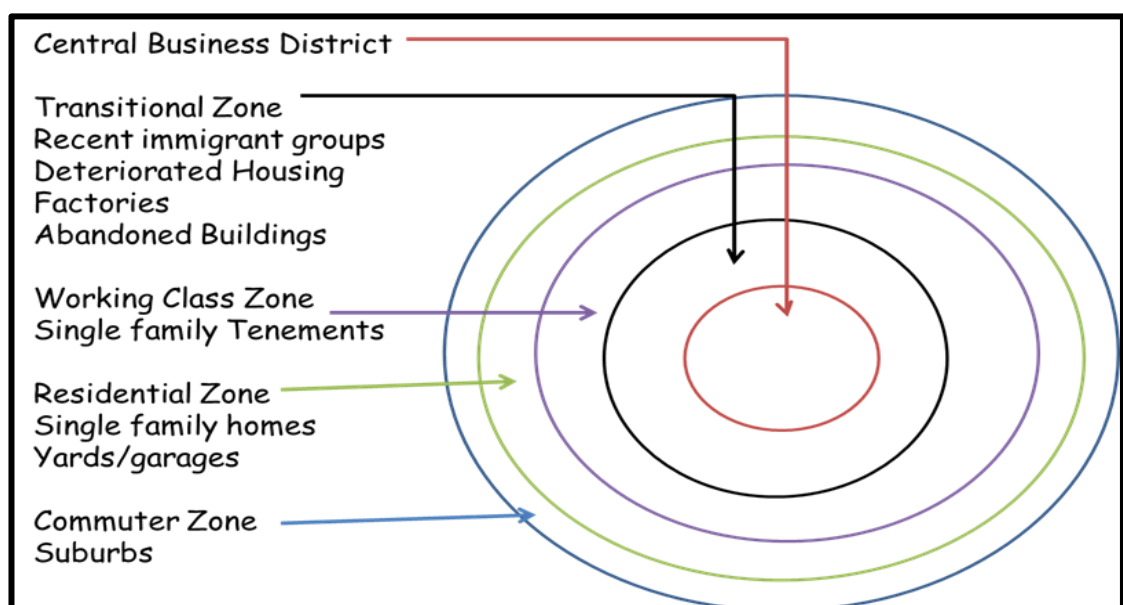 Central Business District
Transitional Zone
Recent immigrant groups
Deteriorated Housing
Factories
Abandoned Buildings
Working Class Zone
Single family Tenements
Residential Zone
Single family homes
Yards/garages
Commuter Zone
Suburbs